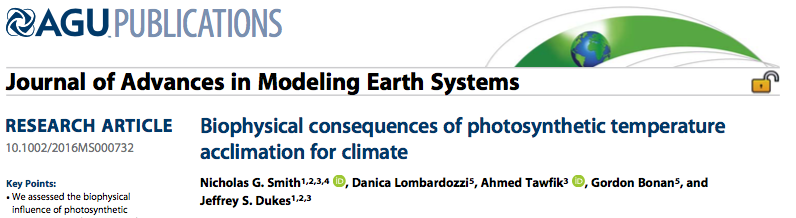 AGU PUBLICATIONS
Journal of Advances in Modeling Earth Systems
RESEARCH ARTICLE
10.1002/2016MS000732
Biophysical consequences of photosynthetic temperature
acclimation for climate
Nicholas G. Smith1,2,3,4 iD, Danica Lombardozzi5, Ahmed Tawfik3 iD, Gordon Bonan5, and
Jeffrey S. Dukes1,2,3
Key Points:
• We assessed the biophysical
influence of photosynthetic